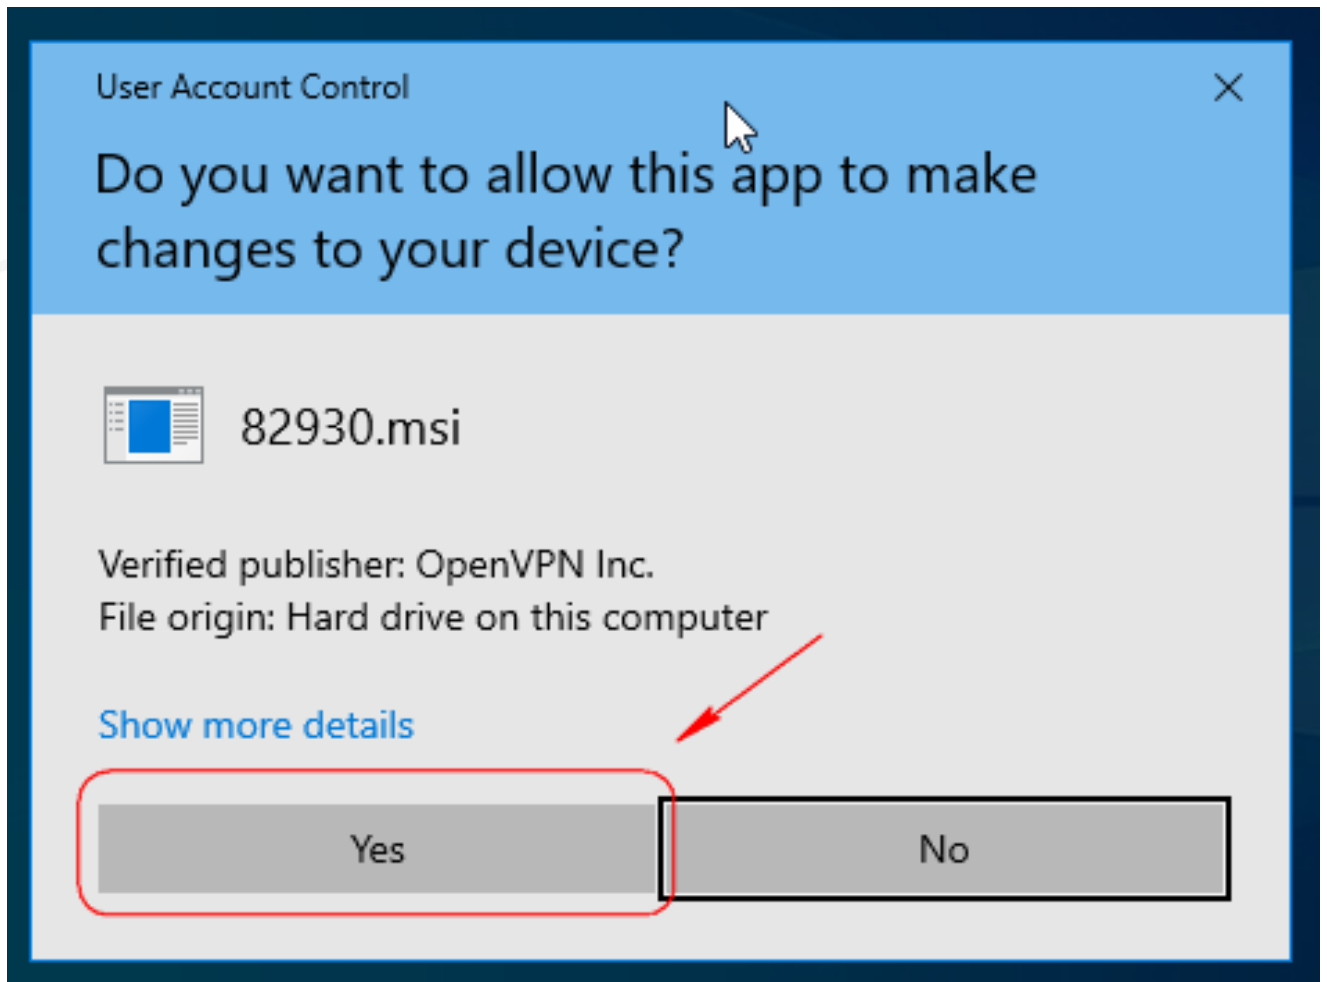 User Account Control
Do you want to allow this app to make
changes to your device?
82930.msi
Verified publisher: OpenVPN Inc.
File origin: Hard drive on this computer
Show more details
Yes
No